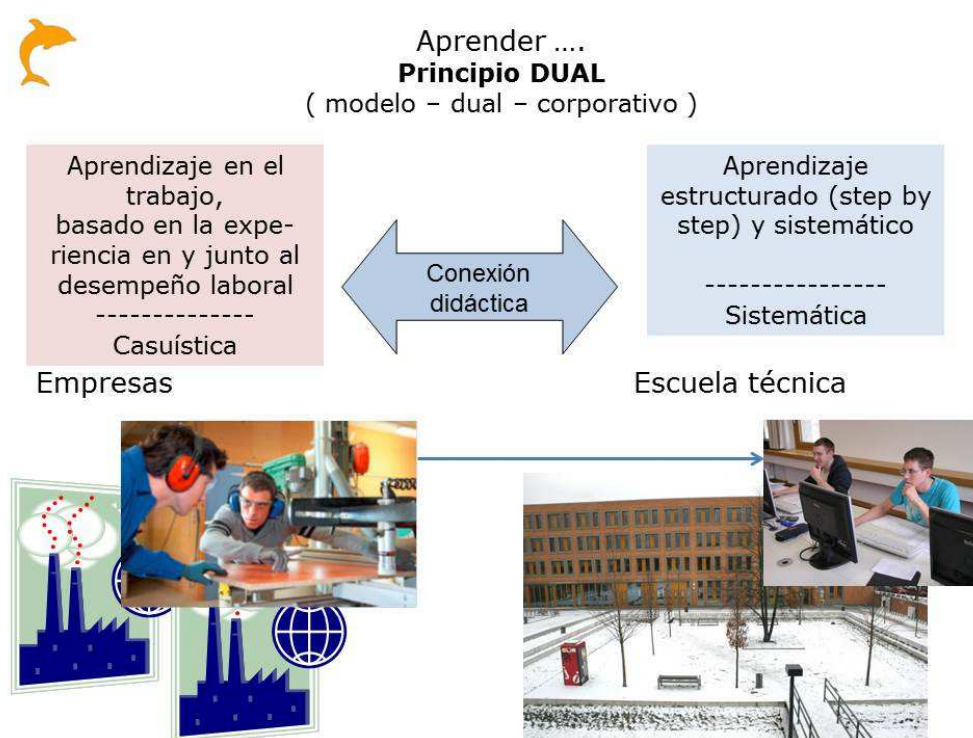 Aprender ….
Principio DUAL
( modelo – dual – corporativo )
Aprendizaje en el
trabajo,
basado en la expe-
riencia en y junto al
desempeño laboral
--------------
Casuística
Conexión
didáctica
Aprendizaje
estructurado (step by
step) y sistemático
----------------
Sistemática
Empresas
Escuela técnica